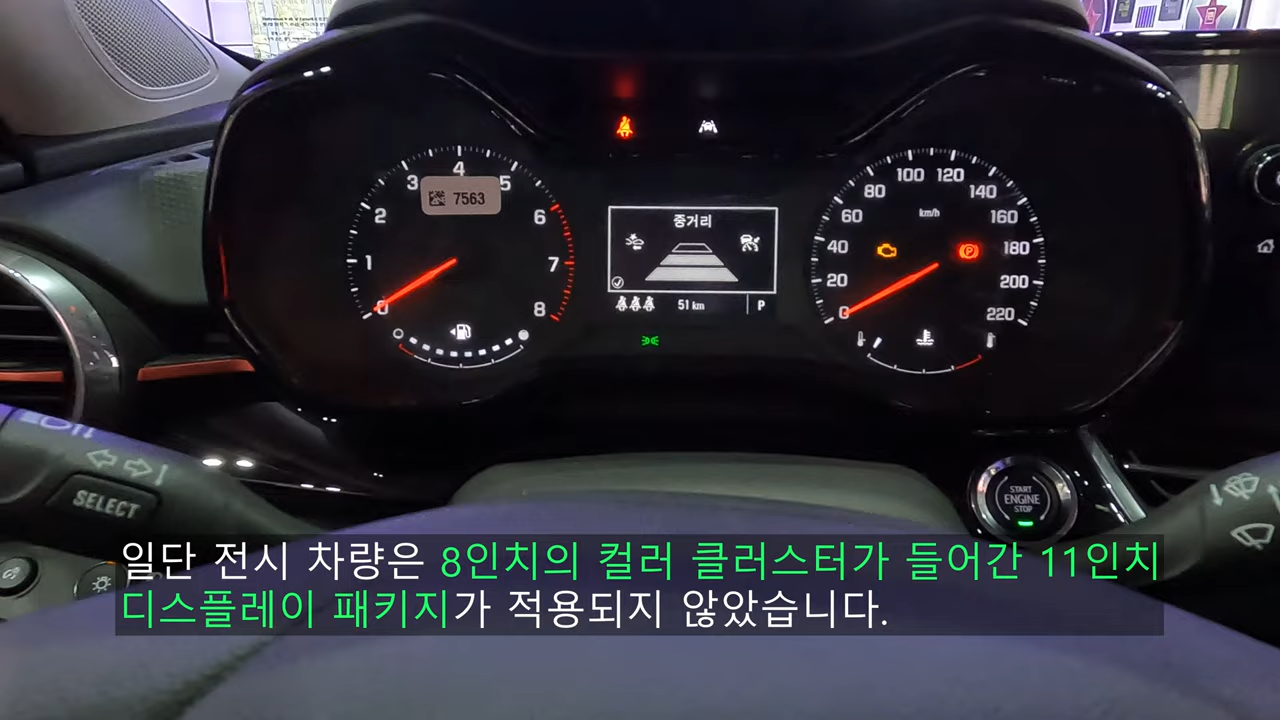 4
3
5
7563
2
6
1
7
0
8
중거리
51 km
P
100
120
80
140
60
km/h
160
40
180
20
200
0
220
SELECT
START
ENGINE
STOP
일단 전시 차량은 8인치의 컬러 클러스터가 들어간 11인치
디스플레이 패키지가 적용되지 않았습니다.